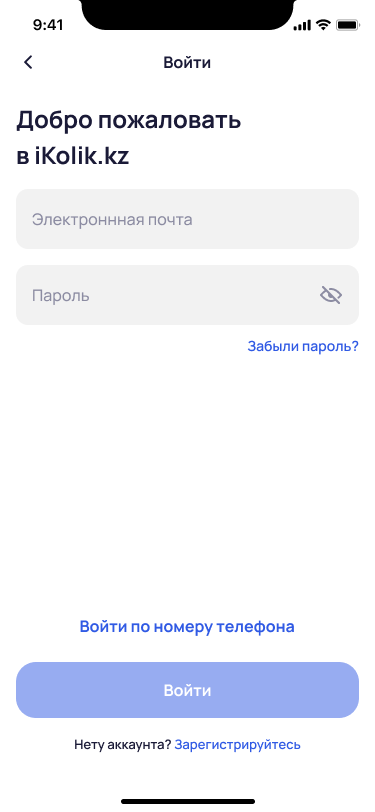 9:41
Войти
Добро пожаловать
в iKolik.kz
Электроннная почта
Пароль
Забыли пароль?
Войти по номеру телефона
Войти
Нету аккаунта? Зарегистрируйтесь